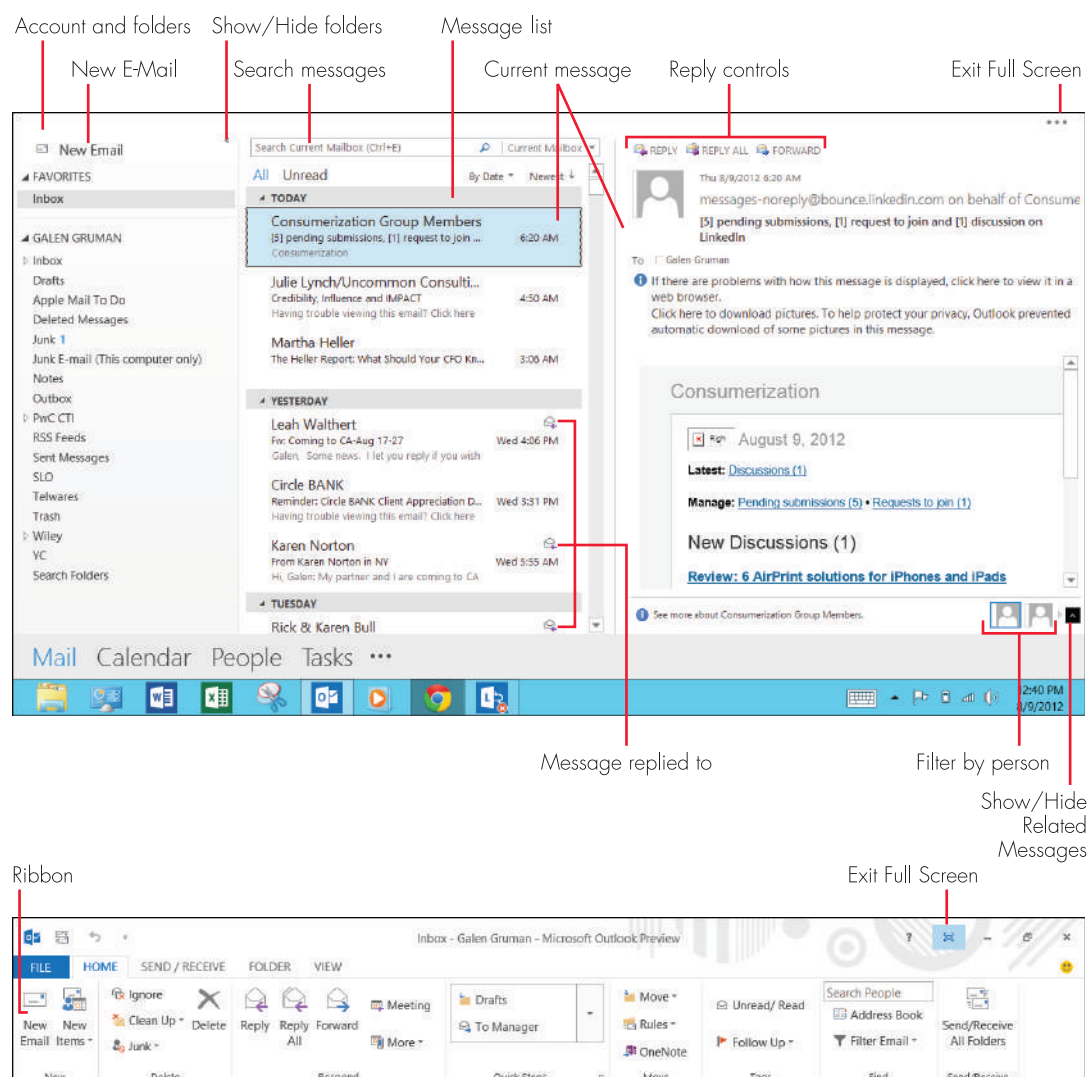 Account and folders
Show/Hide folders
Message list
New E-Mail
Search messages
Current message
Reply controls
Exit Full Screen
New Email
FAVORITES
Inbox
GALEN GRUMAN
Inbox
Drafts
Apple Mail To Do
Deleted Messages
Junk 1
Junk E-mail (This computer only)
Notes
Outbox
PwC CTI
RSS Feeds
Sent Messages
SLO
Telwares
Trash
Wiley
YC
Search Folders
Search Current Mailbox (Ctrl+E)
Current Mailbox
All Unread
By Date Newest
TODAY
Consumerization Group Members
[5] pending submissions, [1] request to join ... 6:20 AM
Consumerization
Julie Lynch/Uncommon Consulti...
Credibility, Influence and IMPACT 4:50 AM
Having trouble viewing this email? Click here
Martha Heller
The Heller Report: What Should Your CFO Kn... 3:06 AM
YESTERDAY
Leah Walthert
Fw: Coming to CA-Aug 17-27 Wed 4:06 PM
Galen, Some news. I let you reply if you wish
Circle BANK
Reminder: Circle BANK Client Appreciation D... Wed 3:31 PM
Having trouble viewing this email? Click here
Karen Norton
From Karen Norton in NY Wed 5:55 AM
Hi, Galen: My partner and I are coming to CA
TUESDAY
Rick & Karen Bull
REPLY REPLY ALL FORWARD
Thu 8/9/2012 6:20 AM
messages-noreply@bounce.linkedin.com on behalf of Consume
[5] pending submissions, [1] request to join and [1] discussion on
LinkedIn
To Galen Gruman
If there are problems with how this message is displayed, click here to view it in a
web browser.
Click here to download pictures. To help protect your privacy, Outlook prevented
automatic download of some pictures in this message.
Consumerization
August 9, 2012
Latest: Discussions (1)
Manage: Pending submissions (5) • Requests to join (1)
New Discussions (1)
Review: 6 AirPrint solutions for iPhones and iPads
See more about Consumerization Group Members.
Mail Calendar People Tasks •••
12:40 PM
8/9/2012
Message replied to
Filter by person
Show/Hide
Related
Messages
Ribbon
Exit Full Screen
Inbox - Galen Gruman - Microsoft Outlook Preview
FILE HOME SEND / RECEIVE FOLDER VIEW
New
Email
New
Items
Ignore
Clean Up
Junk
Delete
Reply
Reply
All
Forward
Meeting
More
Drafts
To Manager
Move
Rules
OneNote
Unread/ Read
Follow Up
Search People
Address Book
Filter Email
Send/Receive
All Folders
New
Delete
Respond
Quick Steps
Move
Tags
Find
Send/Receive